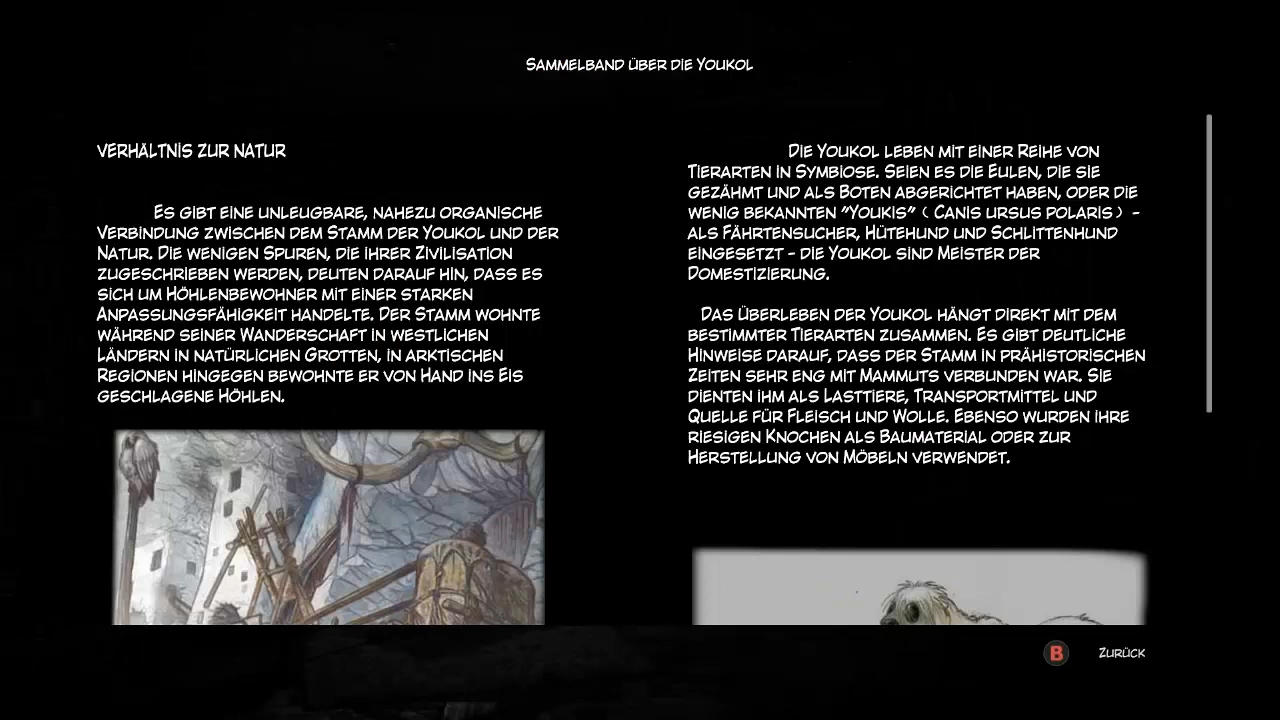 Sammelband über die Youkol
Verhältnis zur Natur
Es gibt eine unleugbare, nahezu organische
Verbindung zwischen dem Stamm der Youkol und der
Natur. Die wenigen Spuren, die ihrer Zivilisation
zugeschrieben werden, deuten darauf hin, dass es
sich um Höhlenbewohner mit einer starken
Anpassungsfähigkeit handelte. Der Stamm wohnte
während seiner Wanderschaft in westlichen
Ländern in natürlichen Grotten, in arktischen
Regionen hingegen bewohnte er von Hand ins Eis
geschlagene Höhlen.
Die Youkol leben mit einer Reihe von
Tierarten in Symbiose. Seien es die Eulen, die sie
gezähmt und als Boten abgerichtet haben, oder die
wenig bekannten "Youkis" ( Canis ursus polaris ) -
als Fährtensucher, Hütehund und Schlittenhund
eingesetzt - die Youkol sind Meister der
Domestizierung.
Das Überleben der Youkol hängt direkt mit dem
bestimmter Tierarten zusammen. Es gibt deutliche
Hinweise darauf, dass der Stamm in prähistorischen
Zeiten sehr eng mit Mammuts verbunden war. Sie
dienten ihm als Lasttiere, Transportmittel und
Quelle für Fleisch und Wolle. Ebenso wurden ihre
riesigen Knochen als Baumaterial oder zur
Herstellung von Möbeln verwendet.
B Zurück